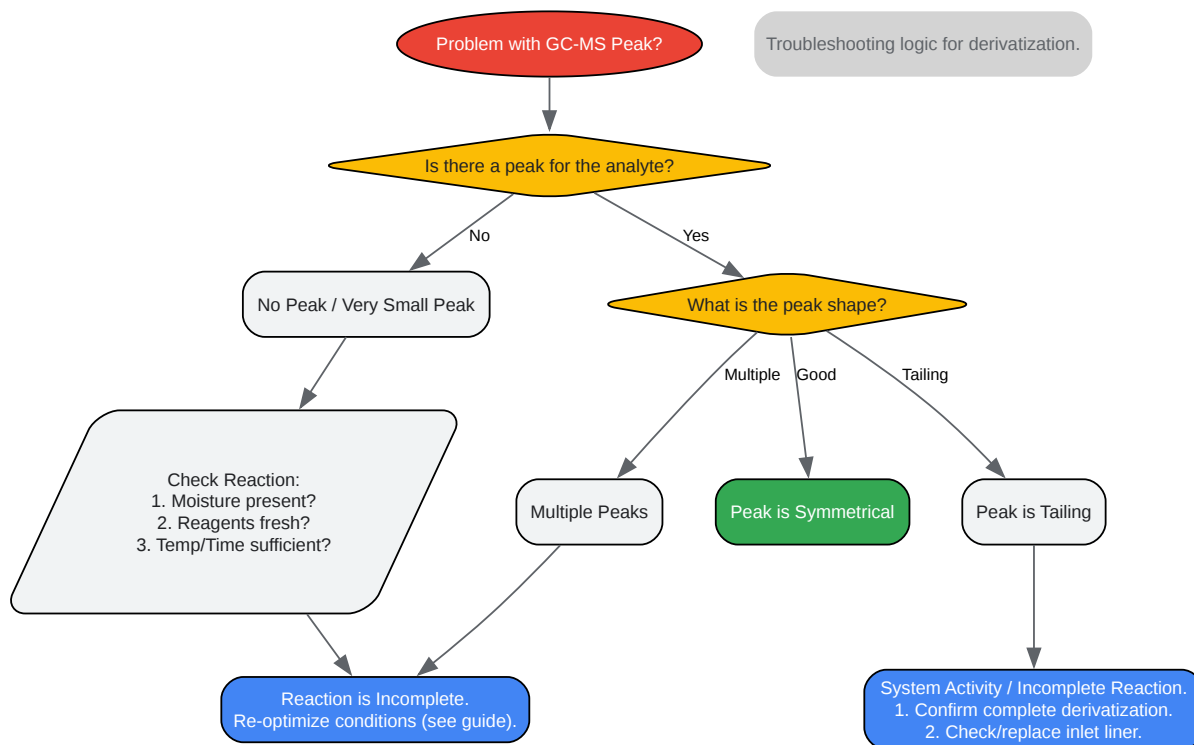 Problem with GC-MS Peak?
Troubleshooting logic for derivatization.
Is there a peak for the analyte?
No
Yes
No Peak / Very Small Peak
What is the peak shape?
Multiple
Good
Tailing
Check Reaction:
1. Moisture present?
2. Reagents fresh?
3. Temp/Time sufficient?
Multiple Peaks
Peak is Symmetrical
Peak is Tailing
Reaction is Incomplete.
Re-optimize conditions (see guide).
System Activity / Incomplete Reaction.
1. Confirm complete derivatization.
2. Check/replace inlet liner.